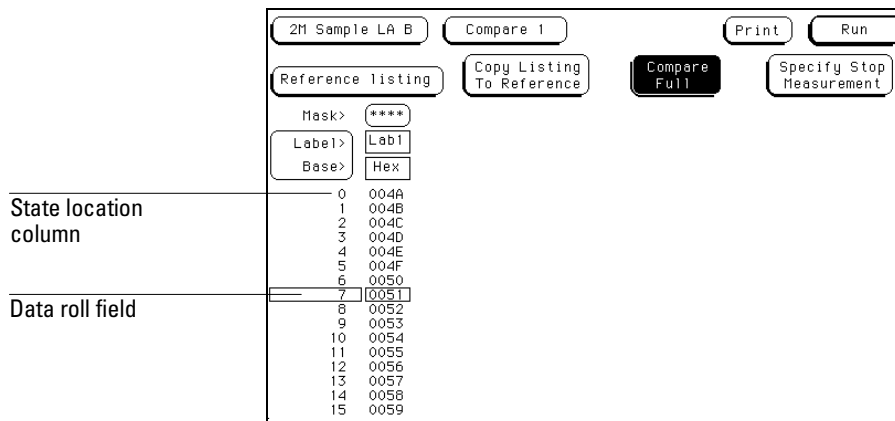 2M Sample LA B Compare 1 Print Run
Reference listing Copy Listing To Reference Compare Full Specify Stop Measurement
Mask> ****
Label> Lab1
Base> Hex
State location column
0 004A
1 004B
2 004C
3 004D
4 004E
5 004F
6 0050
Data roll field
7 0051
8 0052
9 0053
10 0054
11 0055
12 0056
13 0057
14 0058
15 0059